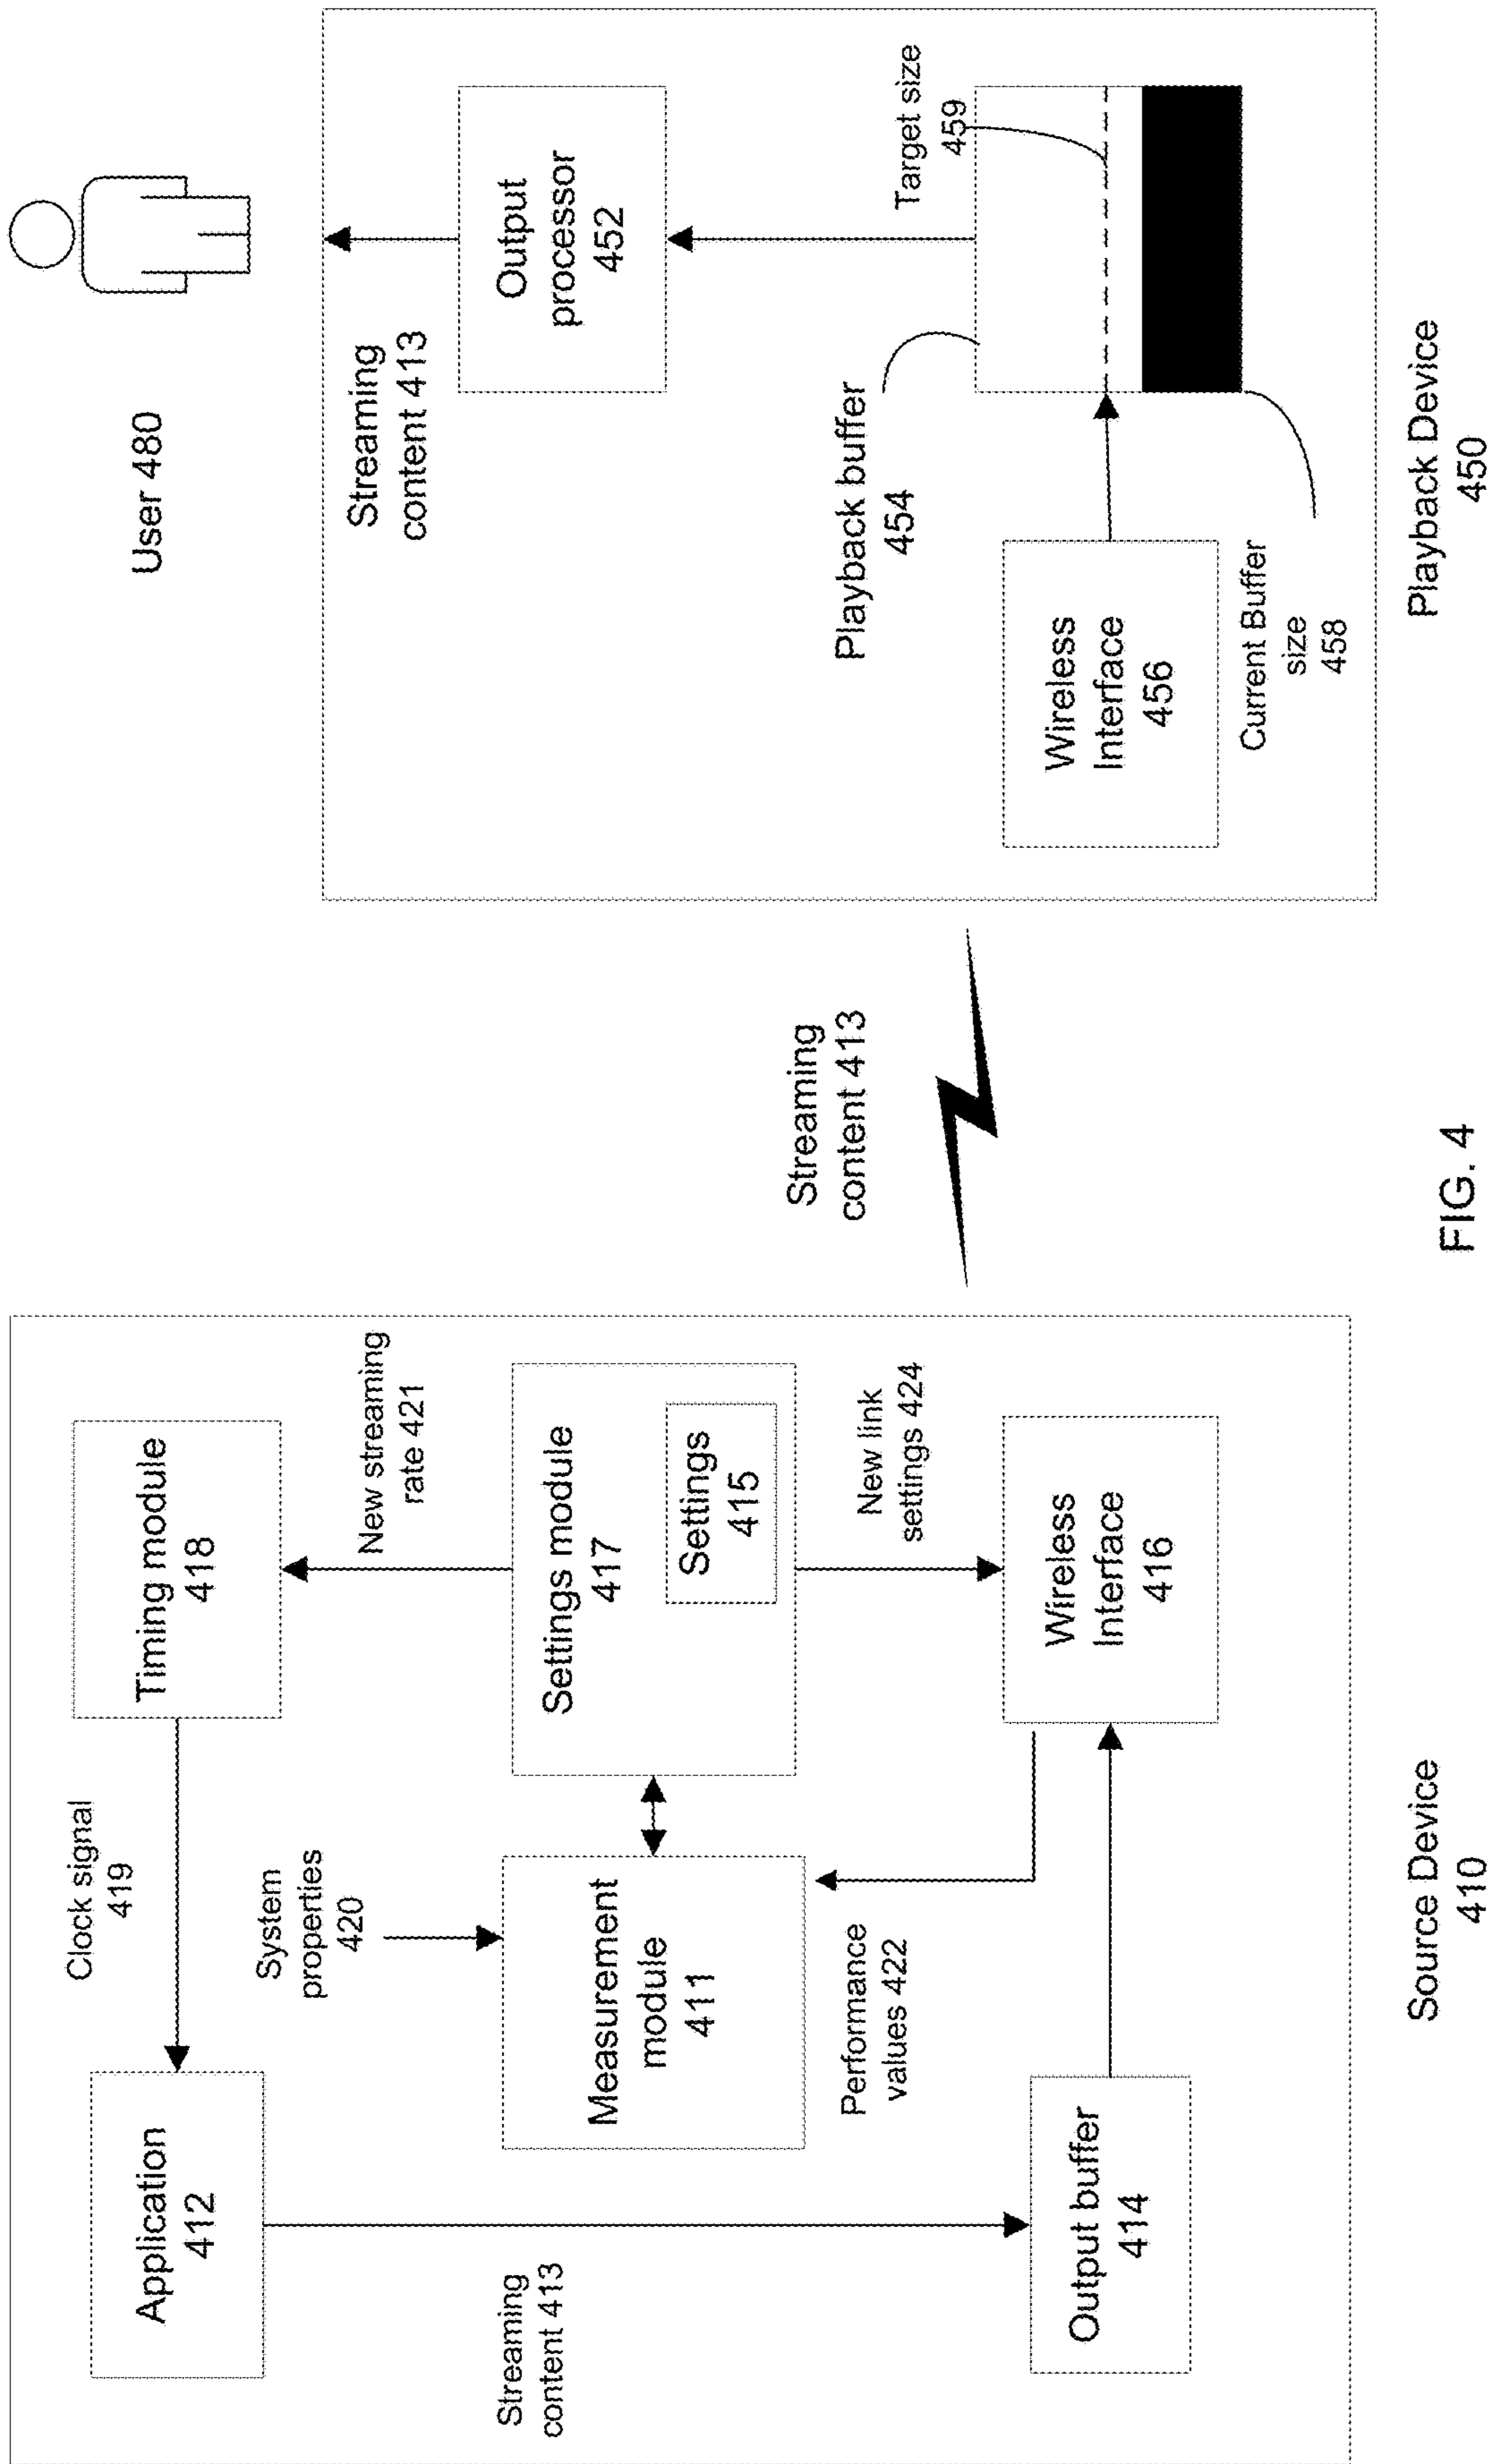 Application
412
Clock signal
419
Timing module
418
System
properties
420
New streaming
rate 421
Streaming
content 413
Measurement
module
411
Settings module
417
Settings
415
Performance
values 422
New link
settings 424
Output buffer
414
Wireless
Interface
416
Source Device
410
Streaming
content 413
User 480
Streaming
content 413
Output
processor
452
Playback buffer
454
Target size
459
Wireless
Interface
456
Current Buffer
size
458
Playback Device
450
FIG. 4